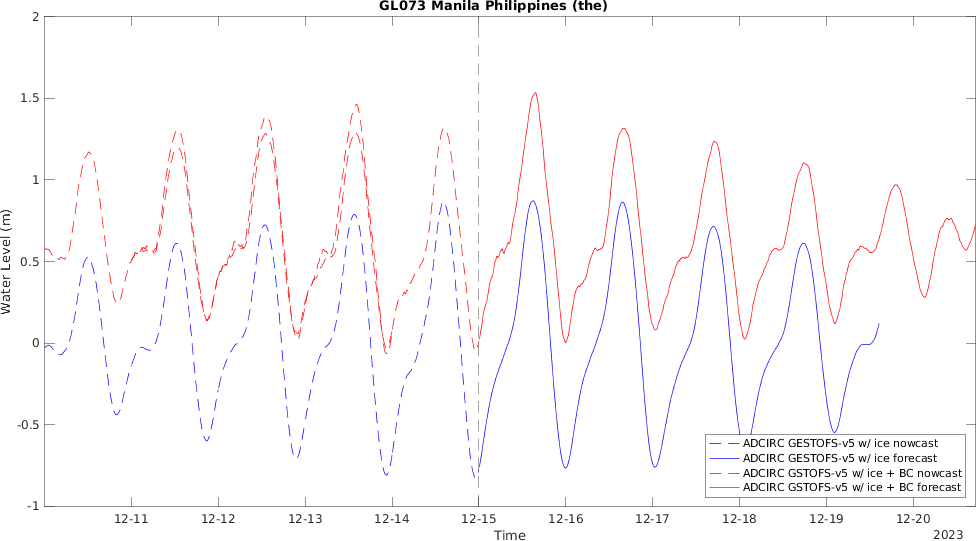 GL073 Manila Philippines (the)
Water Level (m)
2
1.5
1
0.5
0
-0.5
-1
ADCIRC GESTOFS-v5 w/ ice nowcast
ADCIRC GESTOFS-v5 w/ ice forecast
ADCIRC GSTOFS-v5 w/ ice + BC nowcast
ADCIRC GSTOFS-v5 w/ ice + BC forecast
12-11 12-12 12-13 12-14 12-15 12-16 12-17 12-18 12-19 12-20
Time
2023